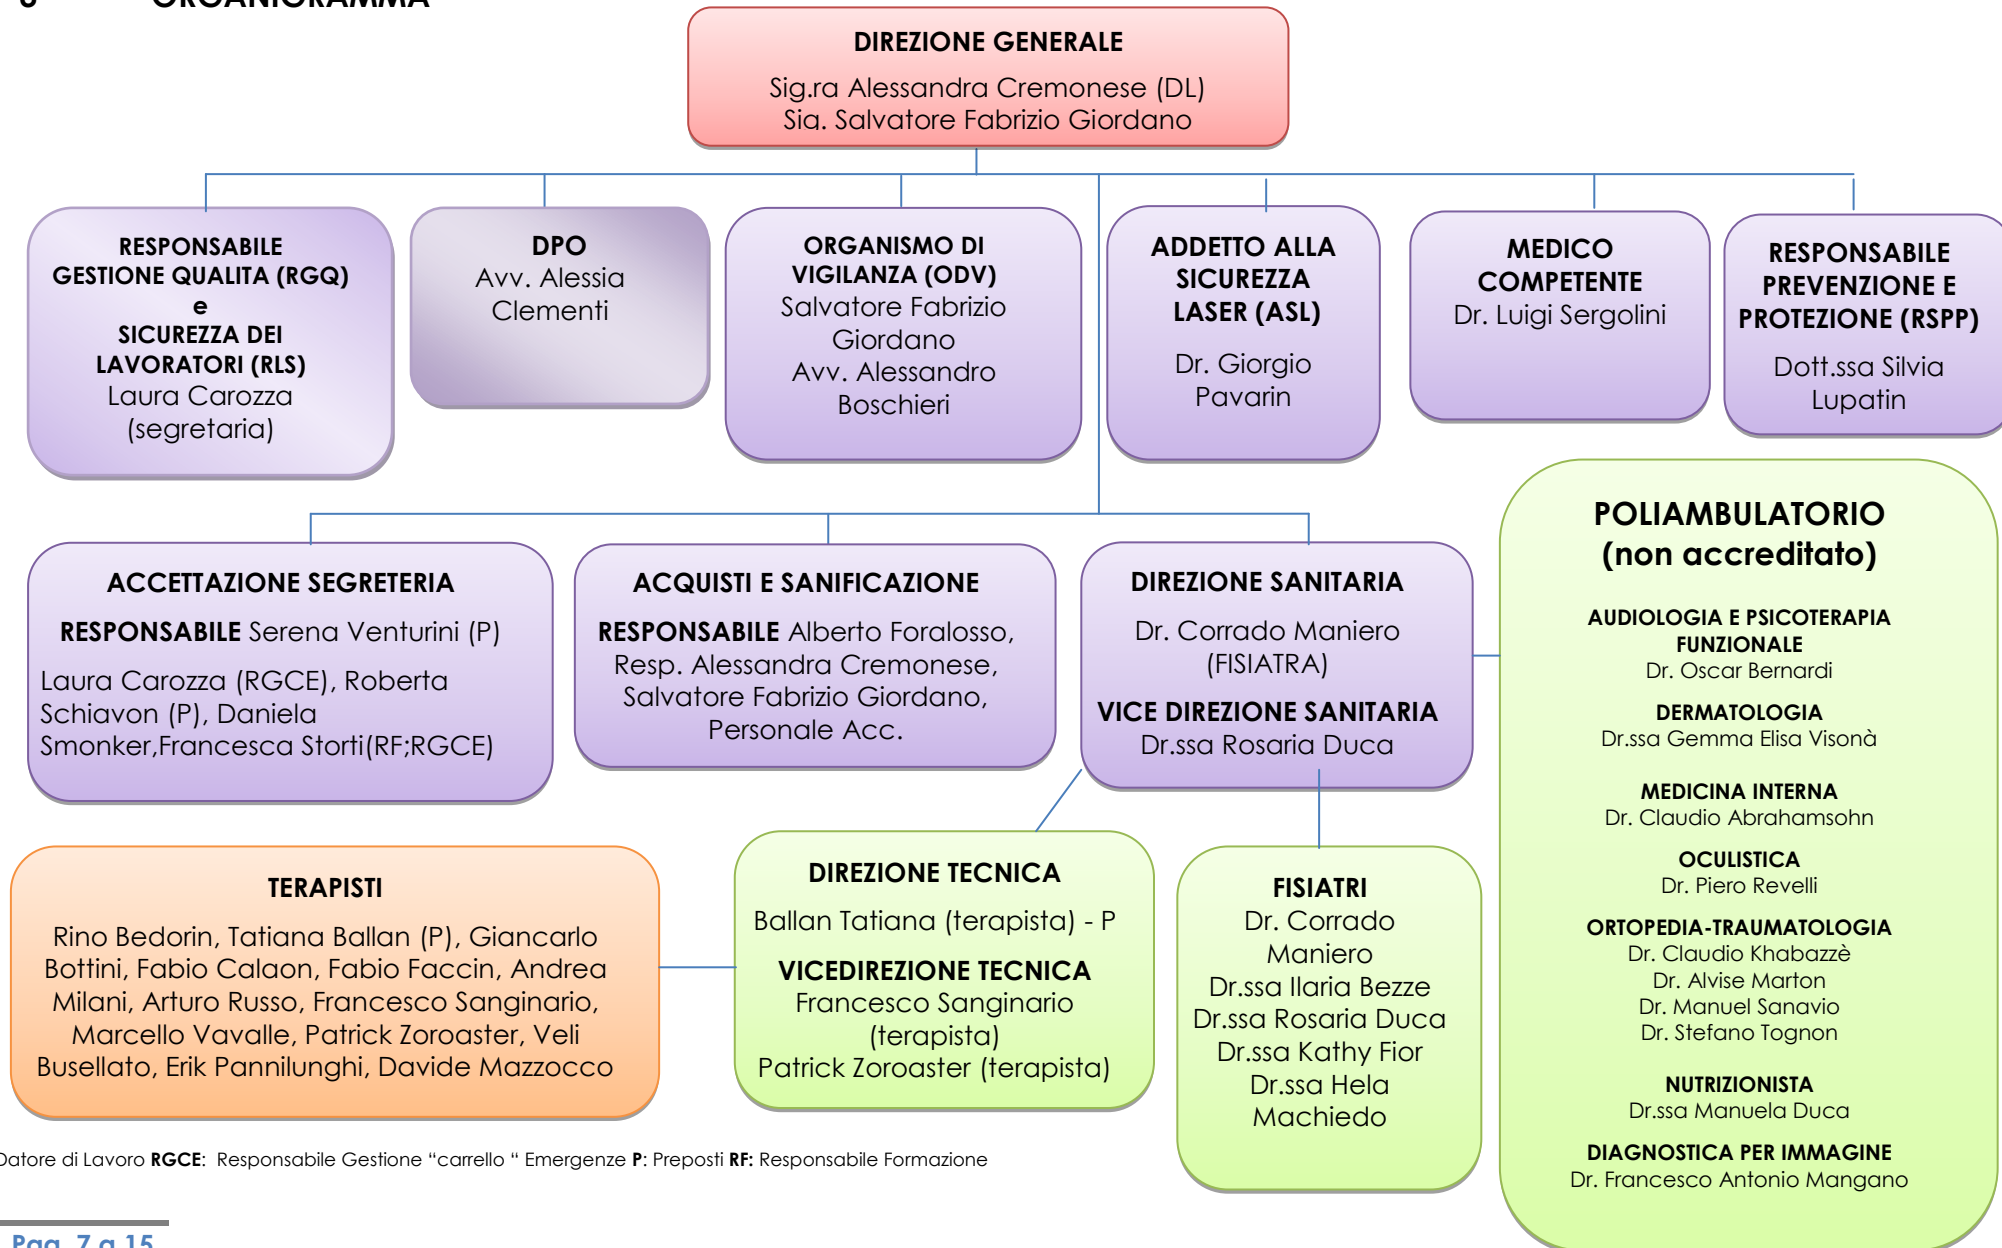 ORGANIGRAMMA
DIREZIONE GENERALE
Sig.ra Alessandra Cremonese (DL)
Sig. Salvatore Fabrizio Giordano
RESPONSABILE
GESTIONE QUALITA (RGQ)
e
SICUREZZA DEI
LAVORATORI (RLS)
Laura Carozza
(segretaria)
DPO
Avv. Alessia
Clementi
ORGANISMO DI
VIGILANZA (ODV)
Salvatore Fabrizio
Giordano
Avv. Alessandro
Boschieri
ADDETTO ALLA
SICUREZZA
LASER (ASL)
Dr. Giorgio
Pavarin
MEDICO
COMPETENTE
Dr. Luigi Sergolini
RESPONSABILE
PREVENZIONE E
PROTEZIONE (RSPP)
Dott.ssa Silvia
Lupatin
ACCETTAZIONE SEGRETERIA
RESPONSABILE Serena Venturini (P)
Laura Carozza (RGCE), Roberta
Schiavon (P), Daniela
Smonker,Francesca Storti(RF;RGCE)
ACQUISTI E SANIFICAZIONE
RESPONSABILE Alberto Foralosso,
Resp. Alessandra Cremonese,
Salvatore Fabrizio Giordano,
Personale Acc.
DIREZIONE SANITARIA
Dr. Corrado Maniero
(FISIATRA)
VICE DIREZIONE SANITARIA
Dr.ssa Rosaria Duca
POLIAMBULATORIO
(non accreditato)
AUDIOLOGIA E PSICOTERAPIA
FUNZIONALE
Dr. Oscar Bernardi
DERMATOLOGIA
Dr.ssa Gemma Elisa Visonà
MEDICINA INTERNA
Dr. Claudio Abrahamsohn
OCULISTICA
Dr. Piero Revelli
ORTOPEDIA-TRAUMATOLOGIA
Dr. Claudio Khabazzè
Dr. Alvise Marton
Dr. Manuel Sanavio
Dr. Stefano Tognon
NUTRIZIONISTA
Dr.ssa Manuela Duca
DIAGNOSTICA PER IMMAGINE
Dr. Francesco Antonio Mangano
TERAPISTI
Rino Bedorin, Tatiana Ballan (P), Giancarlo
Bottini, Fabio Calaon, Fabio Faccin, Andrea
Milani, Arturo Russo, Francesco Sanginario,
Marcello Vavalle, Patrick Zoroaster, Veli
Busellato, Erik Pannilunghi, Davide Mazzocco
DIREZIONE TECNICA
Ballan Tatiana (terapista) - P
VICEDIREZIONE TECNICA
Francesco Sanginario
(terapista)
Patrick Zoroaster (terapista)
FISIATRI
Dr. Corrado
Maniero
Dr.ssa Ilaria Bezze
Dr.ssa Rosaria Duca
Dr.ssa Kathy Fior
Dr.ssa Hela
Machiedo
Datore di Lavoro RGCE: Responsabile Gestione “carrello “ Emergenze P: Preposti RF: Responsabile Formazione
Pag. 7 a 15